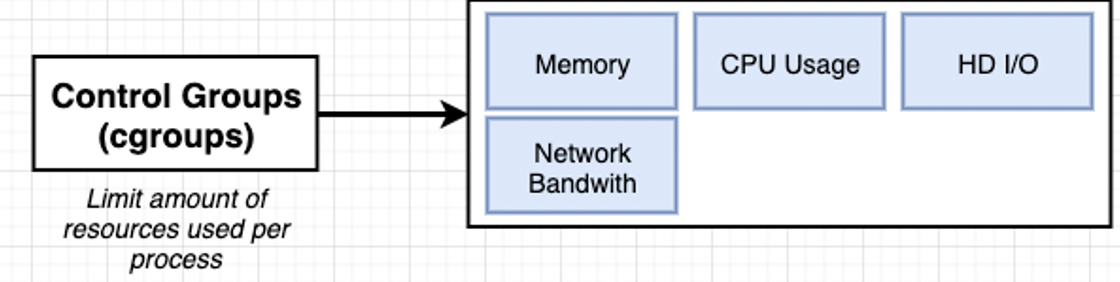 Control Groups
(cgroups)
Limit amount of
resources used per
process
Memory
CPU Usage
HD I/O
Network
Bandwith